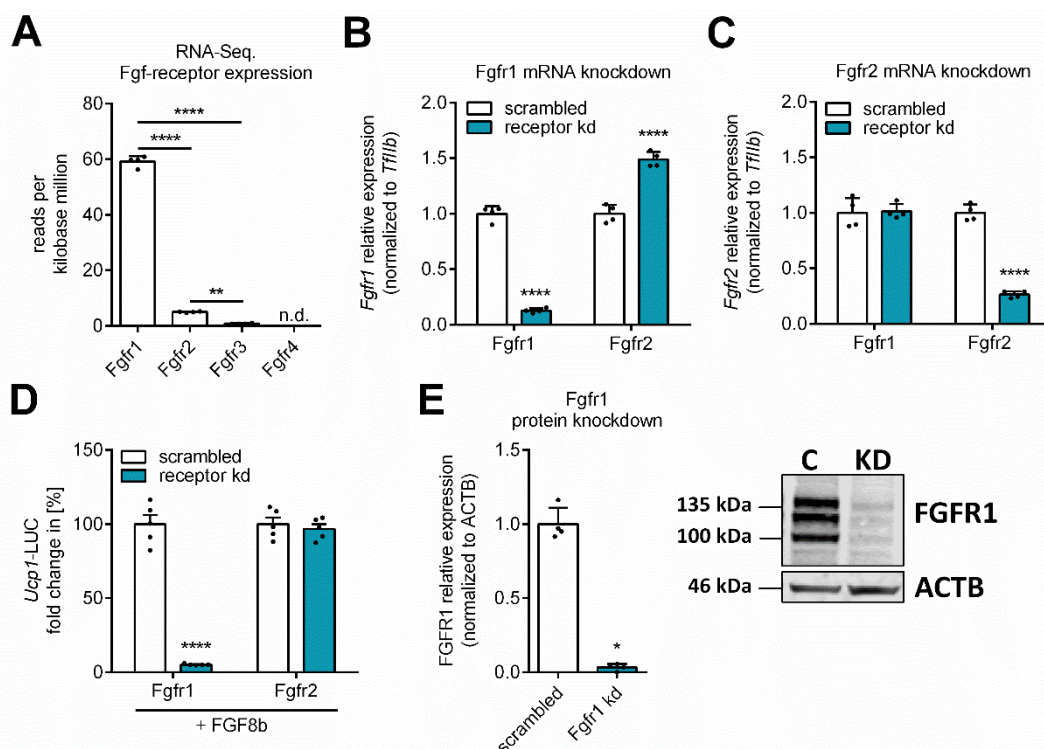 A
RNA-Seq.
Fgf-receptor expression
reads per
kilobase million
80
60
40
20
0
****
****
**
n.d.
Fgfr1
Fgfr2
Fgfr3
Fgfr4
B
Fgfr1 mRNA knockdown
scrambled
receptor kd
Fgfr1 relative expression
(normalized to TfIIb)
2.0
1.5
1.0
0.5
0.0
****
****
Fgfr1
Fgfr2
C
Fgfr2 mRNA knockdown
scrambled
receptor kd
Fgfr2 relative expression
(normalized to TfIIb)
2.0
1.5
1.0
0.5
0.0
****
Fgfr1
Fgfr2
D
scrambled
receptor kd
Ucp1-LUC
fold change in [%]
150
100
50
0
****
Fgfr1
Fgfr2
+ FGF8b
E
Fgfr1
protein knockdown
FGFR1 relative expression
(normalized to ACTB)
1.5
1.0
0.5
0.0
*
scrambled
Fgfr1 kd
C KD
135 kDa
100 kDa
FGFR1
46 kDa
ACTB